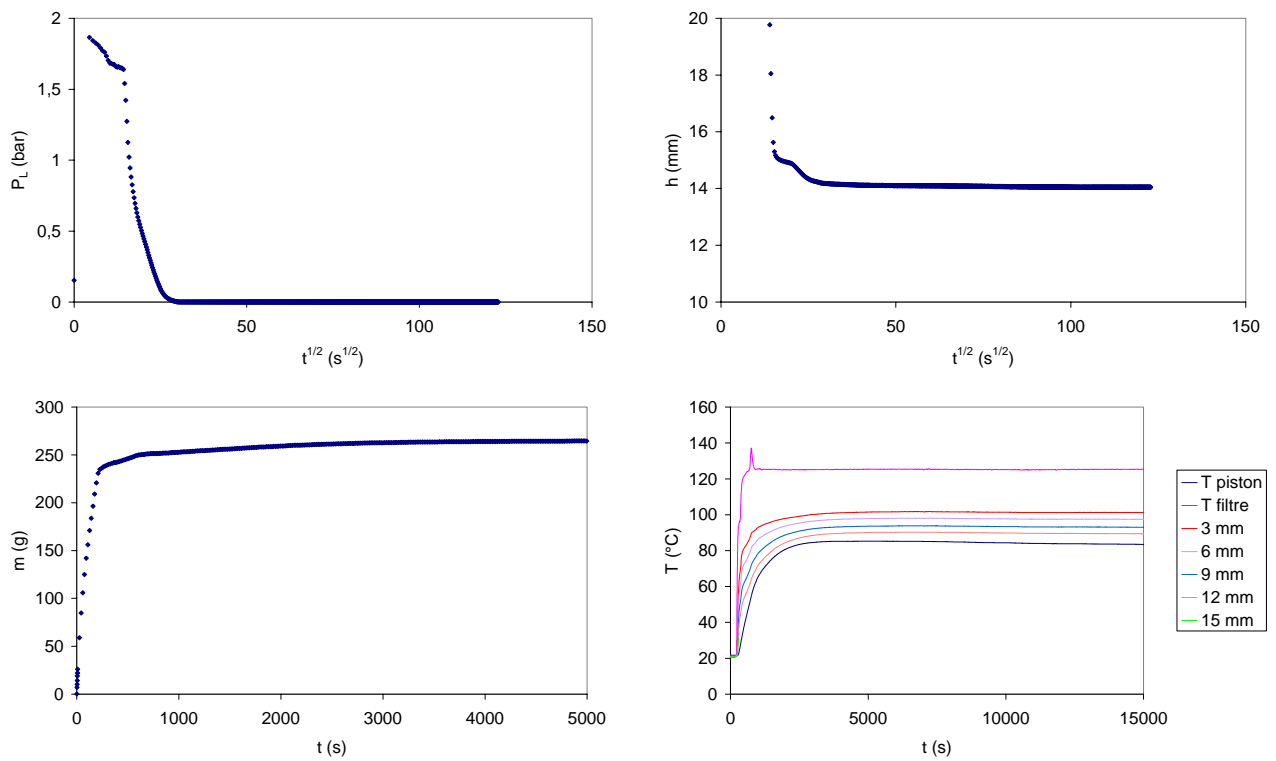 2
1,5
1
0,5
0
P_L (bar)
0 50 100 150
t^1/2 (s^1/2)
20
18
16
14
12
10
h (mm)
0 50 100 150
t^1/2 (s^1/2)
300
250
200
150
100
50
0
m (g)
0 1000 2000 3000 4000 5000
t (s)
160
140
120
100
80
60
40
20
0
T (°C)
0 5000 10000 15000
t (s)
T piston
T filtre
3 mm
6 mm
9 mm
12 mm
15 mm